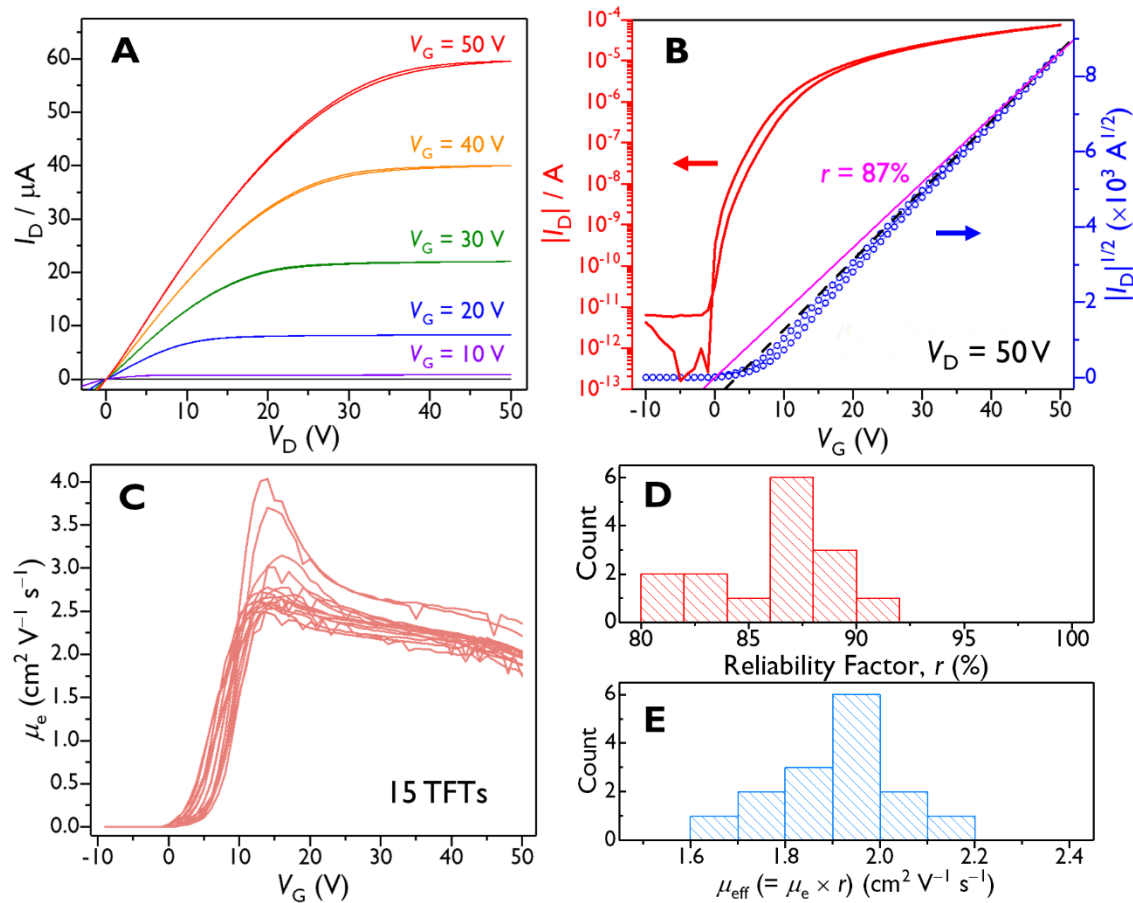 A
V_G = 50 V
V_G = 40 V
V_G = 30 V
V_G = 20 V
V_G = 10 V
I_D / μA
60
50
40
30
20
10
0
0 10 20 30 40 50
V_D (V)
B
r = 87%
V_D = 50 V
|I_D| / A
10⁻⁴
10⁻⁵
10⁻⁶
10⁻⁷
10⁻⁸
10⁻⁹
10⁻¹⁰
10⁻¹¹
10⁻¹²
10⁻¹³
|I_D|^1/2 (×10³ A^1/2)
8
6
4
2
0
-10 0 10 20 30 40 50
V_G (V)
C
15 TFTs
μ_e (cm² V⁻¹ s⁻¹)
4.0
3.5
3.0
2.5
2.0
1.5
1.0
0.5
0.0
-10 0 10 20 30 40 50
V_G (V)
D
Count
6
4
2
0
80 85 90 95 100
Reliability Factor, r (%)
E
Count
6
4
2
0
1.6 1.8 2.0 2.2 2.4
μ_eff (= μ_e × r) (cm² V⁻¹ s⁻¹)